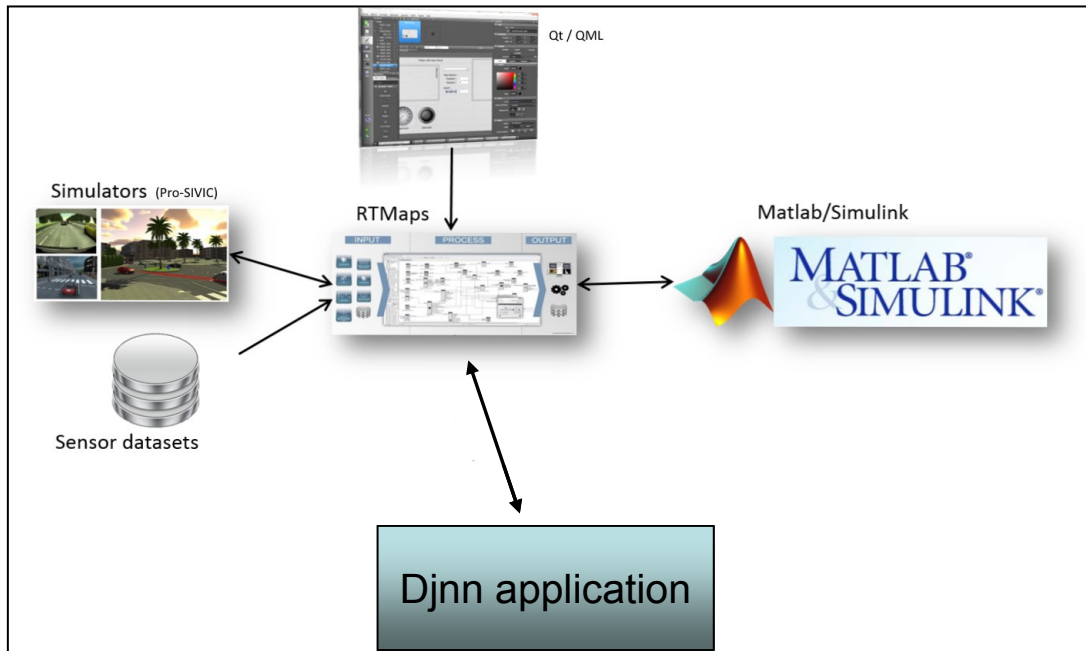 Qt / QML
Simulators (Pro-SIVIC)
RTMaps
Matlab/Simulink
INPUT
PROCESS
OUTPUT
MATLAB®
&SIMULINK®
Sensor datasets
Djnn application